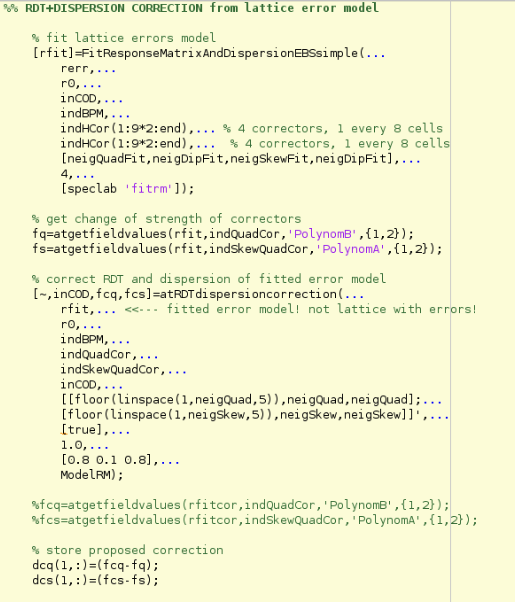 %% RDT+DISPERSION CORRECTION from lattice error model
% fit lattice errors model
[rfit]=FitResponseMatrixAndDispersionEBSsimple(...
rerr,...
r0,...
inCOD,...
indBPM,...
indHCor(1:9*2:end),... % 4 correctors, 1 every 8 cells
indHCor(1:9*2:end),...  % 4 correctors, 1 every 8 cells
[neigQuadFit,neigDipFit,neigSkewFit,neigDipFit],...
4,...
[speclab 'fitrm']);
% get change of strength of correctors
fq=atgetfieldvalues(rfit,indQuadCor,'PolynomB',{1,2});
fs=atgetfieldvalues(rfit,indSkewQuadCor,'PolynomA',{1,2});
% correct RDT and dispersion of fitted error model
[~,inCOD,fcq,fcs]=atRDTdispersioncorrection(...
rfit,... <<--- fitted error model! not lattice with errors!
r0,...
indBPM,...
indQuadCor,...
indSkewQuadCor,...
inCOD,...
[[floor(linspace(1,neigQuad,5)),neigQuad,neigQuad];...
[floor(linspace(1,neigSkew,5)),neigSkew,neigSkew]]',...
[true],...
1.0,...
[0.8 0.1 0.8],...
ModelRM);
%fcq=atgetfieldvalues(rfitcor,indQuadCor,'PolynomB',{1,2});
%fcs=atgetfieldvalues(rfitcor,indSkewQuadCor,'PolynomA',{1,2});
% store proposed correction
dcq(1,:)=(fcq-fq);
dcs(1,:)=(fcs-fs);